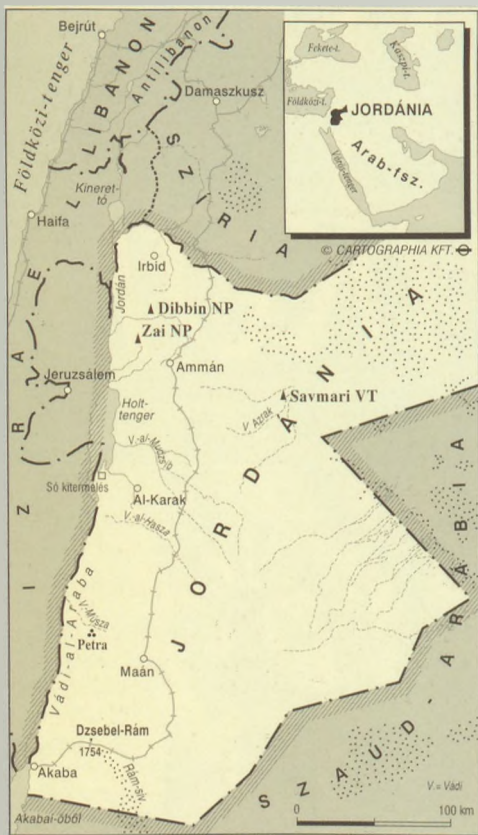 Bejrút
LIBANON
Antilibanon
Damaszkusz
Földközi-tenger
SZÍRIA
Kineret-
tó
Haifa
Fekete-t.
Kaszpi-t.
Földközi-t.
JORDÁNIA
Vörös-tenger
Arab-fsz.
© CARTOGRAPHIA KFT.
Irbid
Jordán
Dibbin NP
Zai NP
Ammán
Jeruzsálem
IZRAEL
Savmari VT
V. Azrak
Holt-
tenger
V.-al-Mudzsib
Só kitermelés
Al-Karak
V.-al-Hasza
JORDÁNIA
Vádi-al-Araba
V.-Músza
Petra
Maán
Dzsebel-Rám
1754
Rám-siv.
Akaba
Akabai-öböl
SZAÚD-ARÁBIA
V. = Vádi
0 100 km